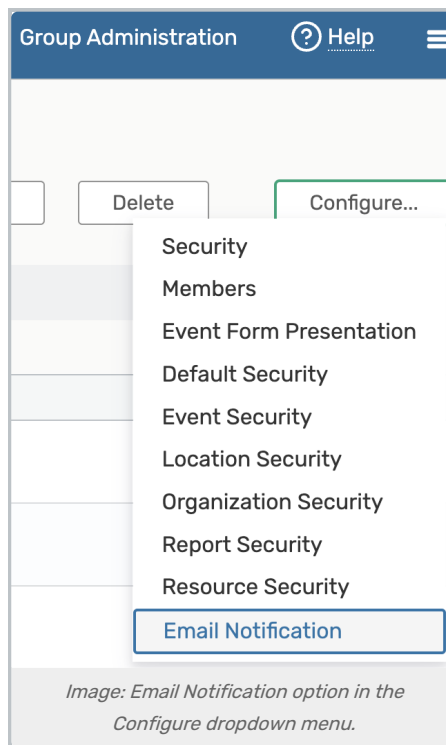 Group Administration
? Help
Delete
Configure...
Security
Members
Event Form Presentation
Default Security
Event Security
Location Security
Organization Security
Report Security
Resource Security
Email Notification
Image: Email Notification option in the
Configure dropdown menu.